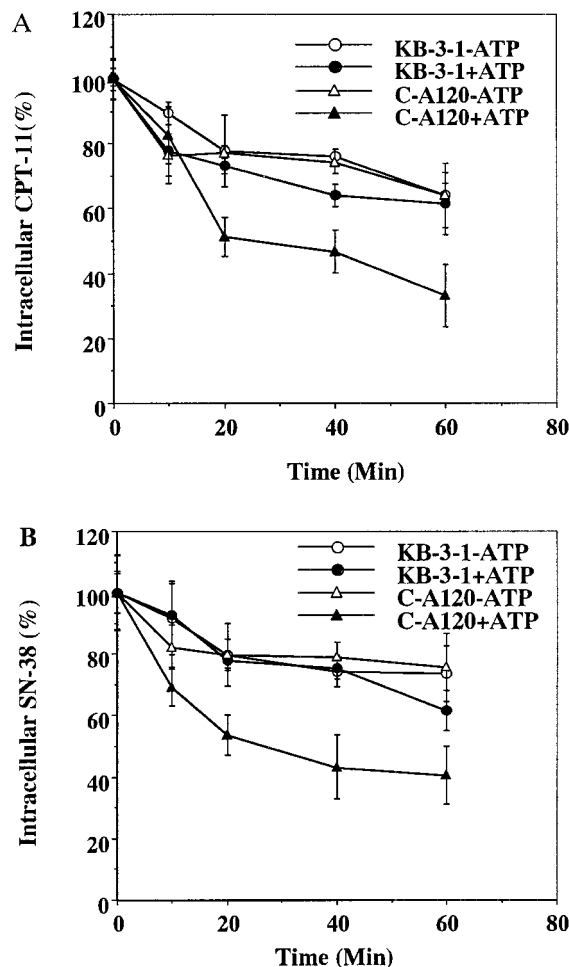 A
120
100
80
60
40
20
0
Intracellular CPT-11(%)
KB-3-1-ATP
KB-3-1+ATP
C-A120-ATP
C-A120+ATP
0 20 40 60 80
Time (Min)
B
120
100
80
60
40
20
0
Intracellular SN-38 (%)
KB-3-1-ATP
KB-3-1+ATP
C-A120-ATP
C-A120+ATP
0 20 40 60 80
Time (Min)